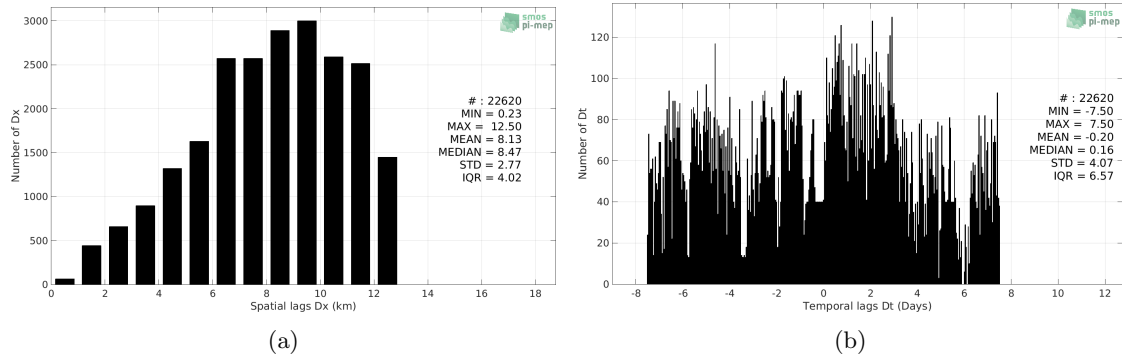 smos
pi-mep
3000
2500
2000
1500
1000
500
0
Number of Dx
# : 22620
MIN = 0.23
MAX = 12.50
MEAN = 8.13
MEDIAN = 8.47
STD = 2.77
IQR = 4.02
0 2 4 6 8 10 12 14 16 18
Spatial lags Dx (km)
(a)
smos
pi-mep
120
100
80
60
40
20
0
Number of Dt
# : 22620
MIN = -7.50
MAX = 7.50
MEAN = -0.20
MEDIAN = 0.16
STD = 4.07
IQR = 6.57
-8 -6 -4 -2 0 2 4 6 8 10 12
Temporal lags Dt (Days)
(b)